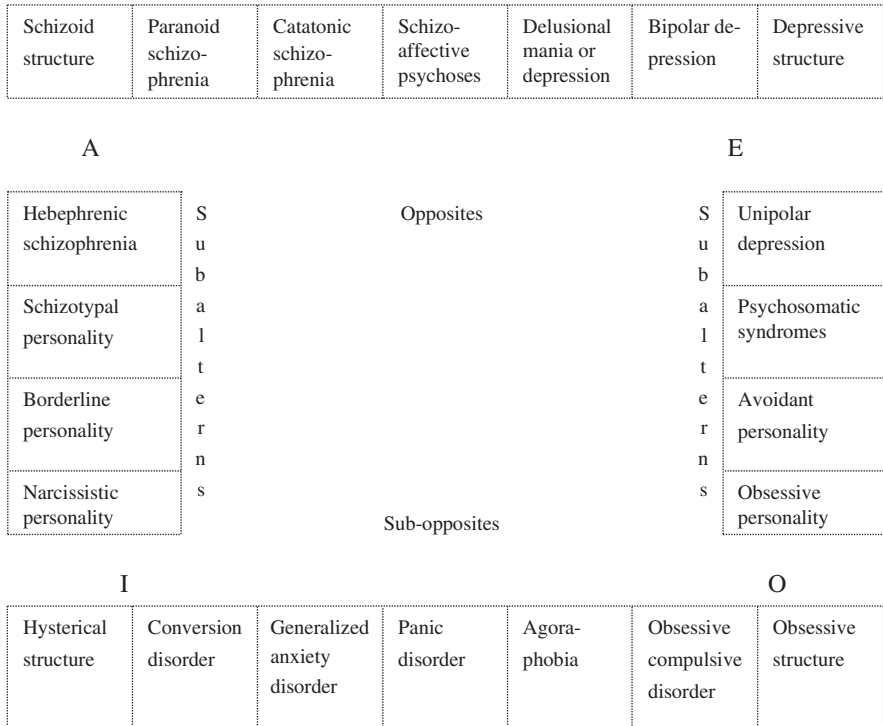 Schizoid structure
Paranoid schizo-
phrenia
Catatonic schizo-
phrenia
Schizo-
affective
psychoses
Delusional
mania or
depression
Bipolar de-
pression
Depressive
structure
A
E
Hebephrenic
schizophrenia
Schizotypal
personality
Borderline
personality
Narcissistic
personality
Subalterns
Opposites
Sub-opposites
Subalterns
Unipolar
depression
Psychosomatic
syndromes
Avoidant
personality
Obsessive
personality
I
O
Hysterical
structure
Conversion
disorder
Generalized
anxiety
disorder
Panic
disorder
Agora-
phobia
Obsessive
compulsive
disorder
Obsessive
structure